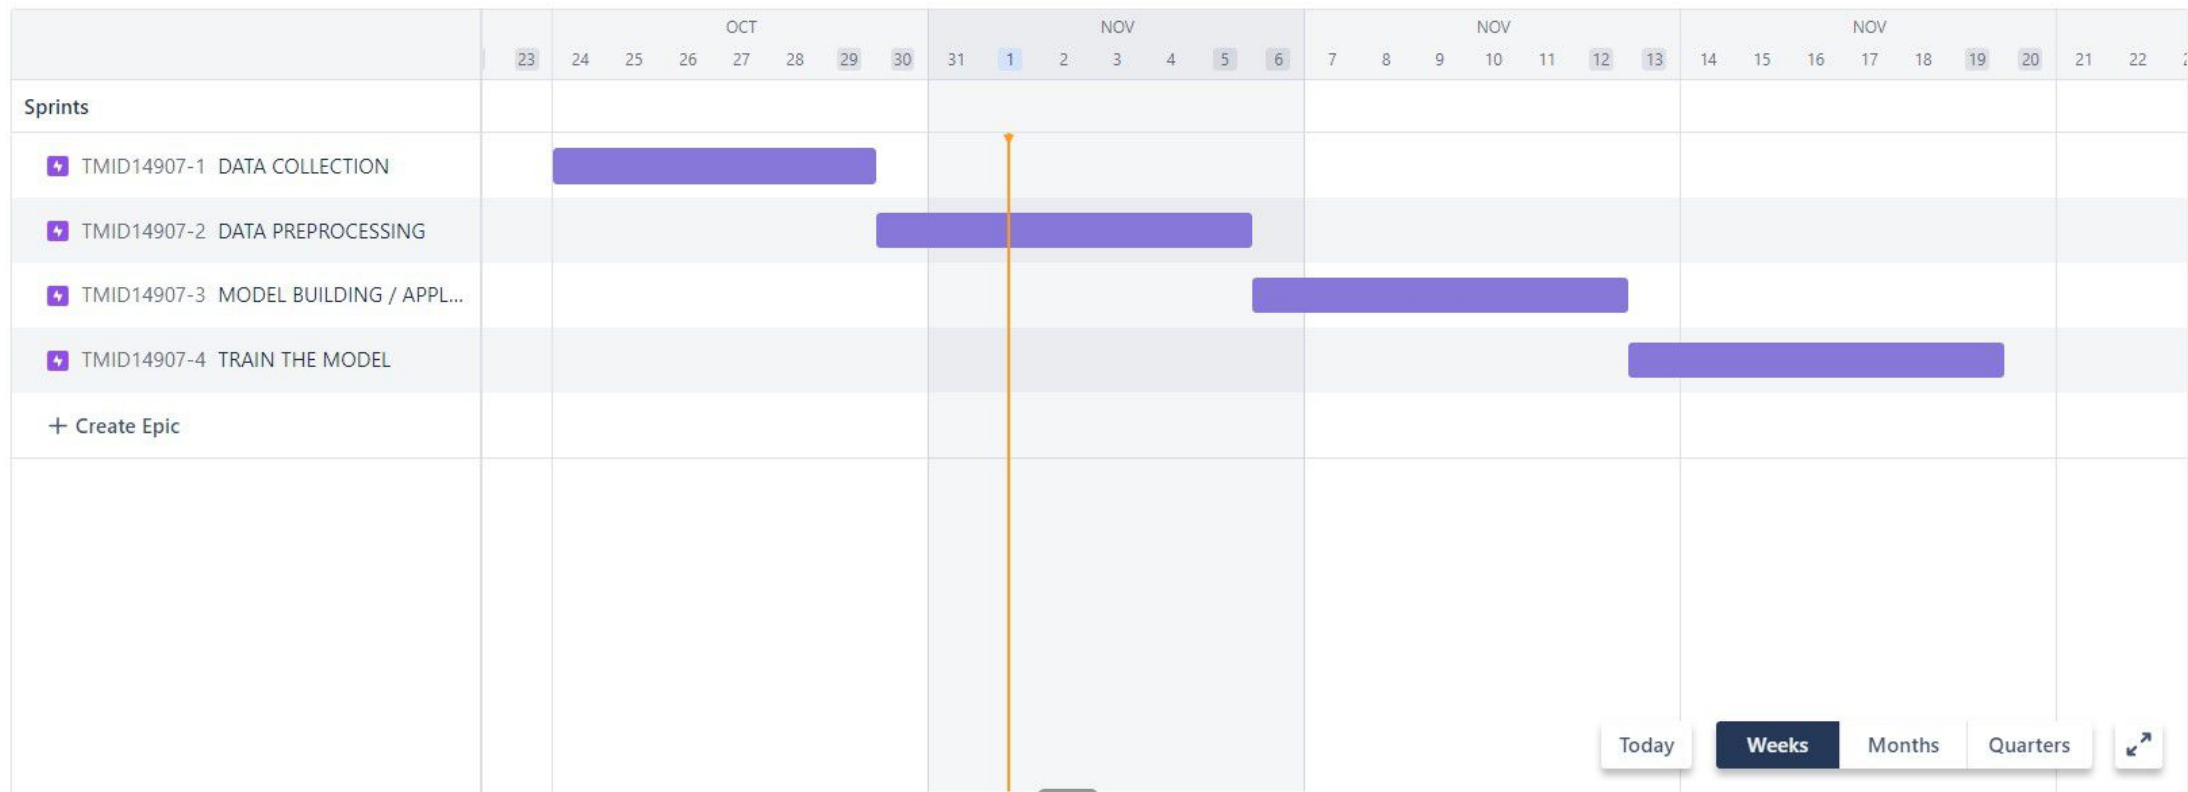 OCT NOV NOV NOV
23 24 25 26 27 28 29 30 31 1 2 3 4 5 6 7 8 9 10 11 12 13 14 15 16 17 18 19 20 21 22
Sprints
TMID14907-1 DATA COLLECTION
TMID14907-2 DATA PREPROCESSING
TMID14907-3 MODEL BUILDING / APPL...
TMID14907-4 TRAIN THE MODEL
+ Create Epic
Today Weeks Months Quarters